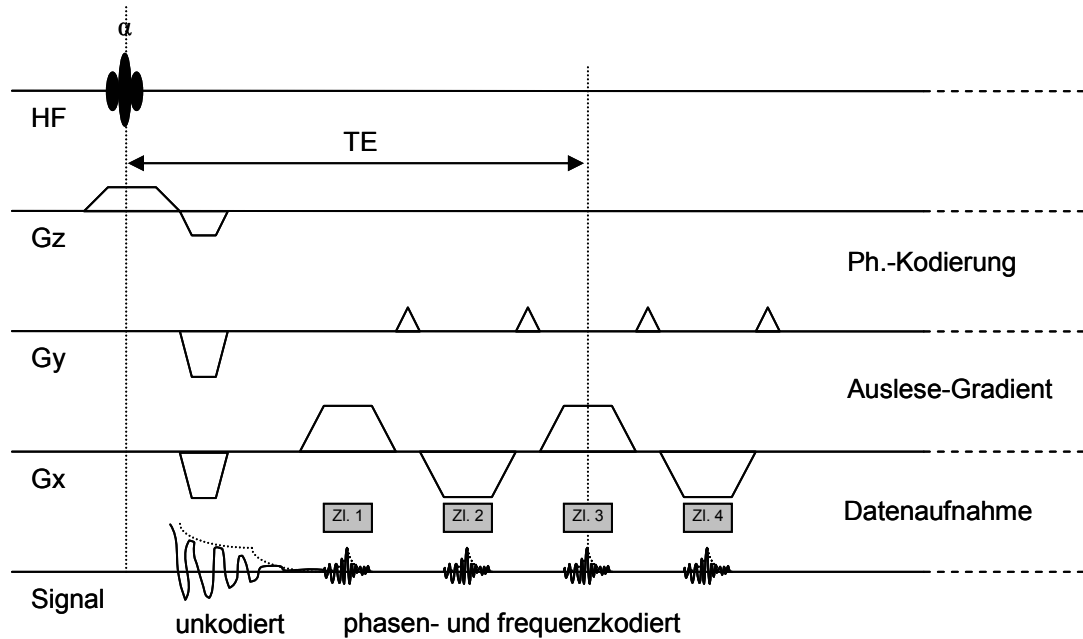 α
HF
TE
Gz
Ph.-Kodierung
Gy
Auslese-Gradient
Gx
Zl. 1 Zl. 2 Zl. 3 Zl. 4
Datenaufnahme
Signal
unkodiert phasen- und frequenzkodiert